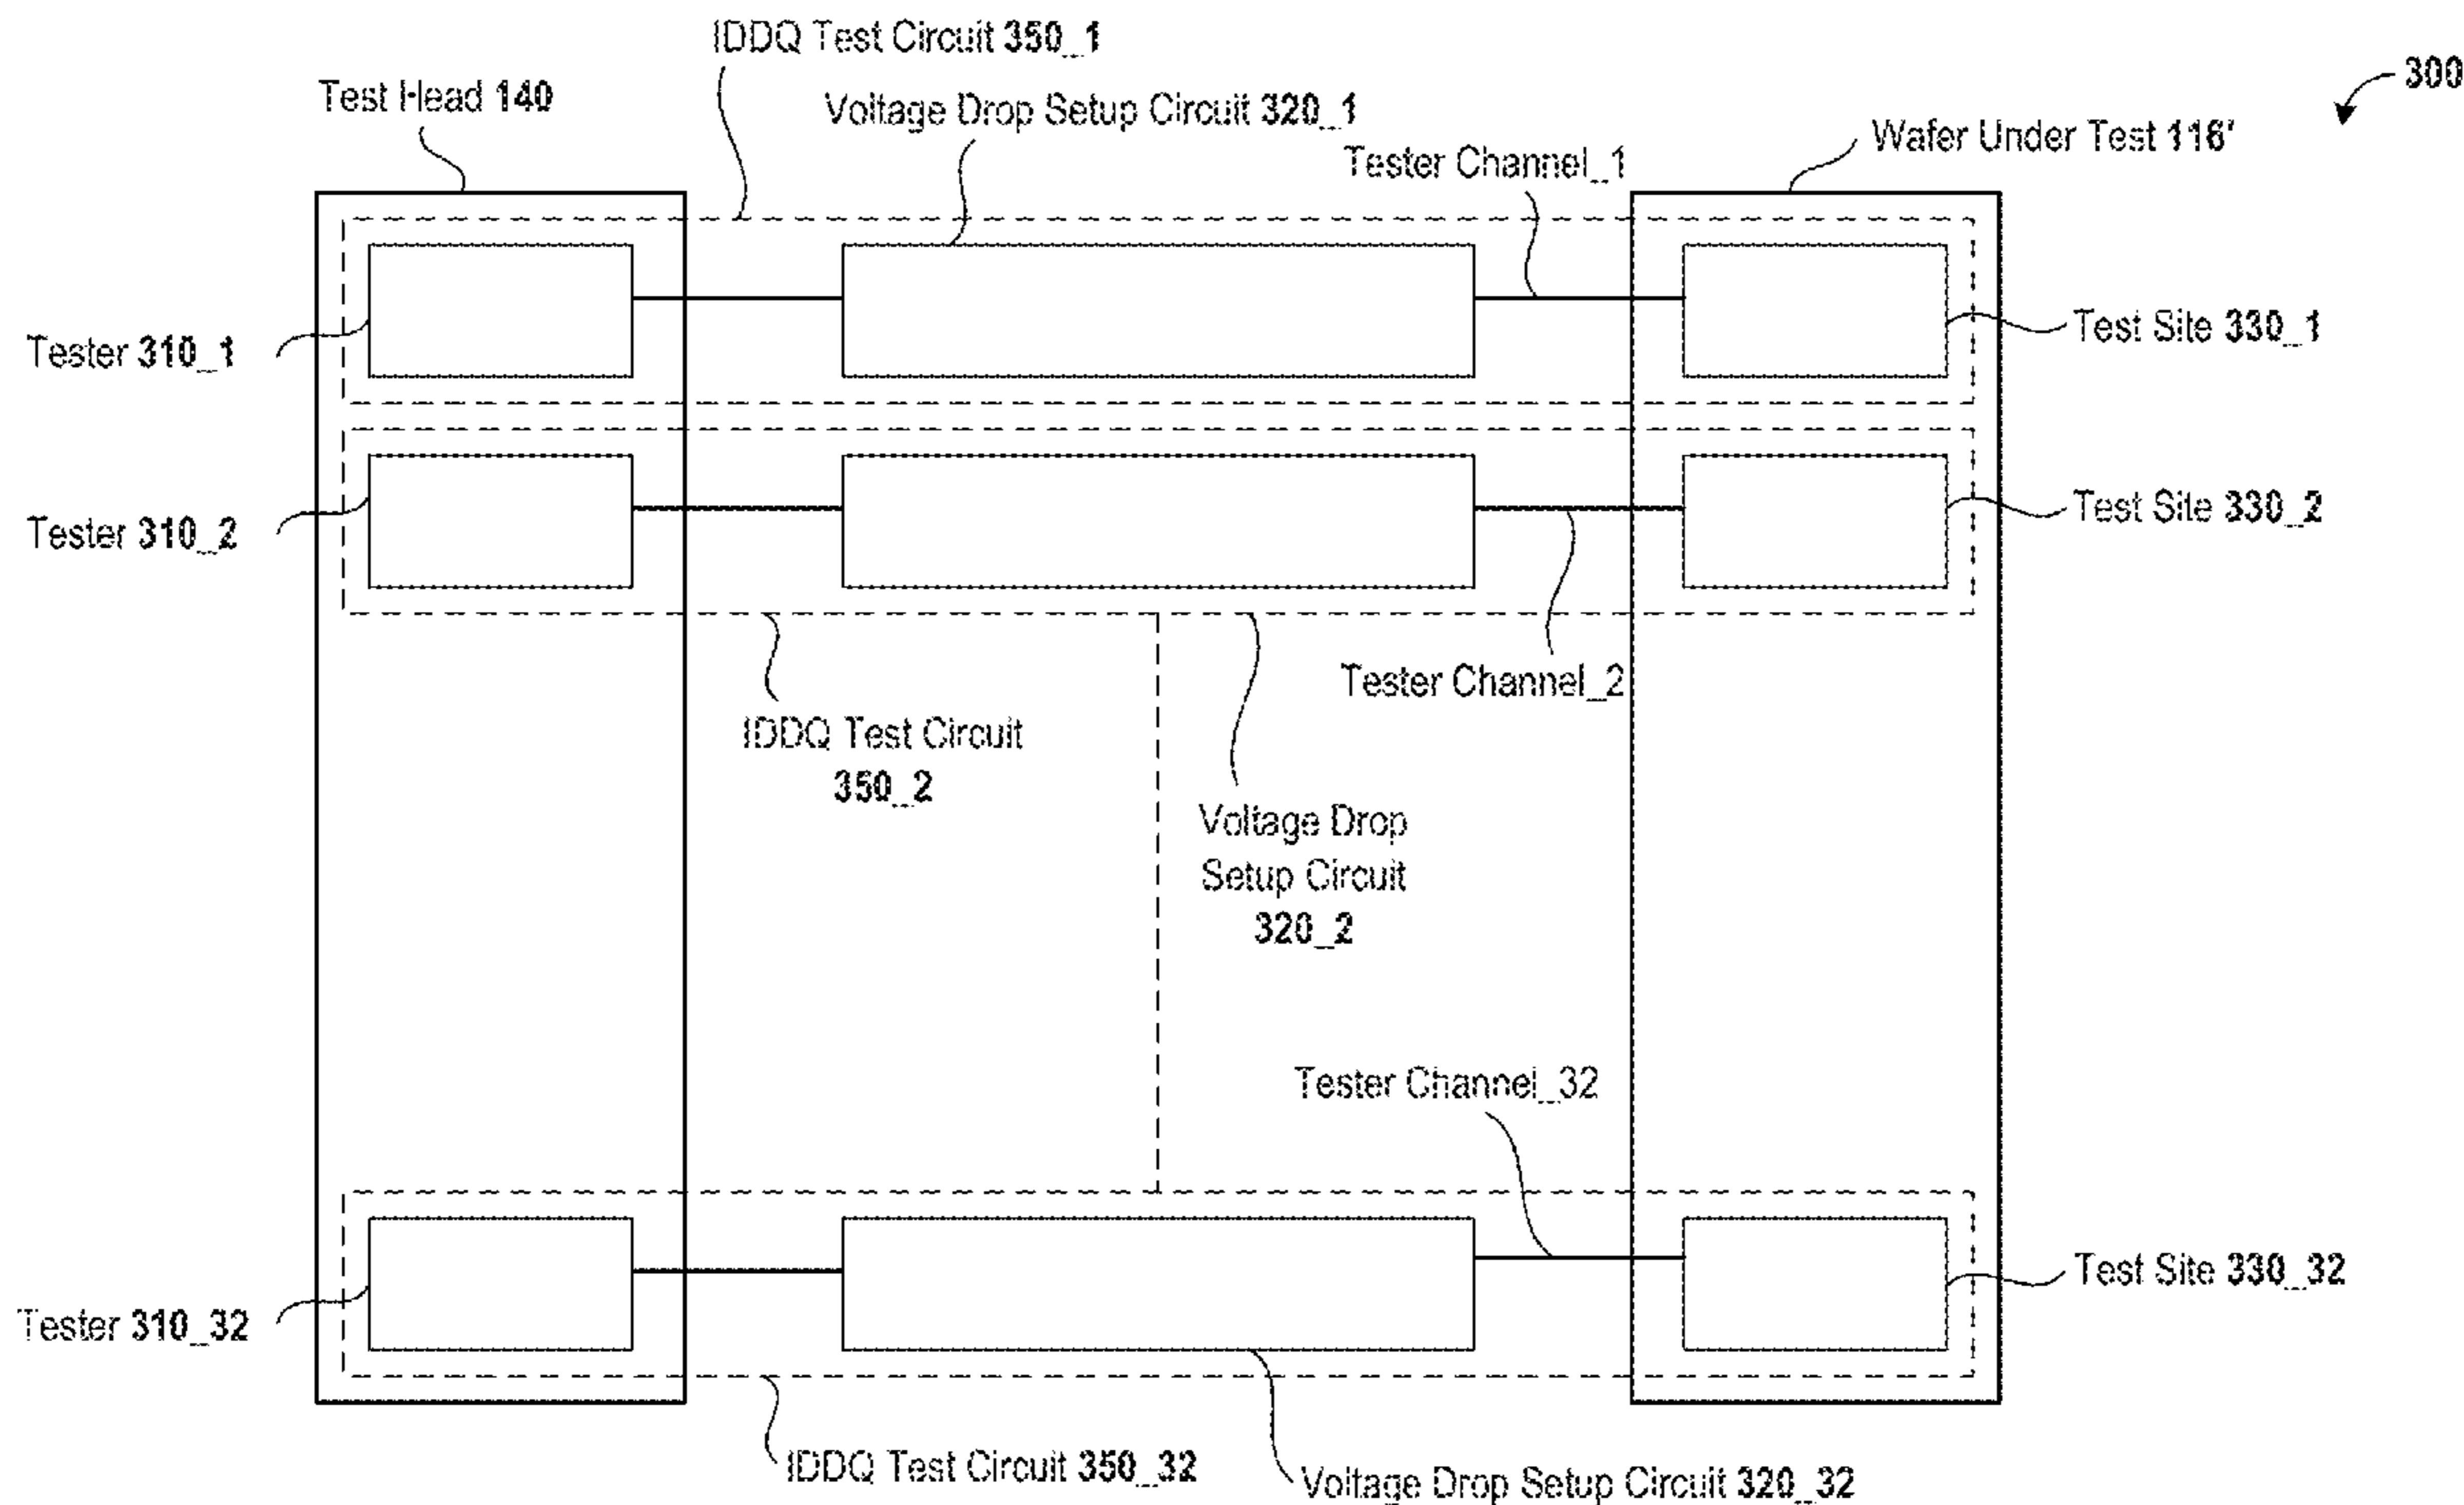 IDDQ Test Circuit 350_1
300
Test Head 140
Voltage Drop Setup Circuit 320_1
Wafer Under Test 116'
Tester Channel_1
Tester 310_1
Test Site 330_1
Tester 310_2
Test Site 330_2
Tester Channel_2
IDDQ Test Circuit
350_2
Voltage Drop
Setup Circuit
320_2
Tester Channel_32
Tester 310_32
Test Site 330_32
IDDQ Test Circuit 350_32
Voltage Drop Setup Circuit 320_32